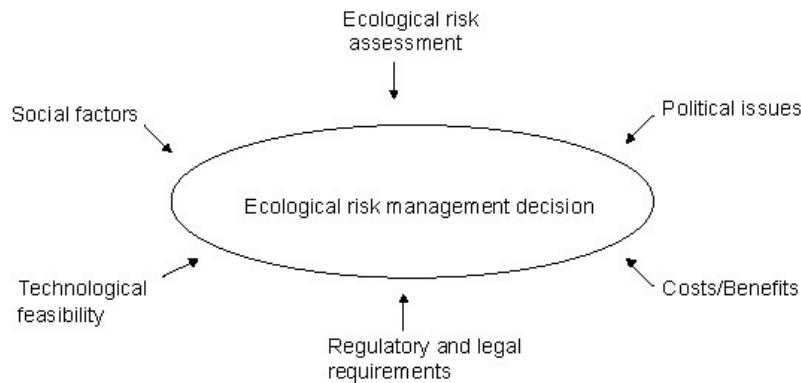 Ecological risk
assessment
Social factors
Political issues
Ecological risk management decision
Technological
feasibility
Costs/Benefits
Regulatory and legal
requirements